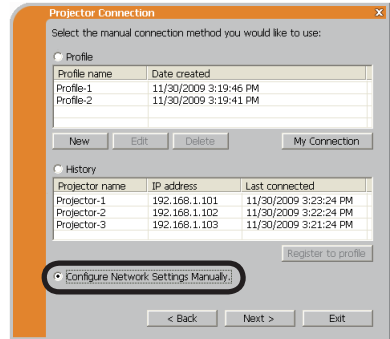 Projector Connection
x
Select the manual connection method you would like to use:
Profile
Profile name Date created
Profile-1 11/30/2009 3:19:46 PM
Profile-2 11/30/2009 3:19:41 PM
New Edit Delete My Connection
History
Projector name IP address Last connected
Projector-1 192.168.1.101 11/30/2009 3:23:24 PM
Projector-2 192.168.1.102 11/30/2009 3:22:24 PM
Projector-3 192.168.1.103 11/30/2009 3:21:24 PM
Register to profile
Configure Network Settings Manually.
< Back Next > Exit